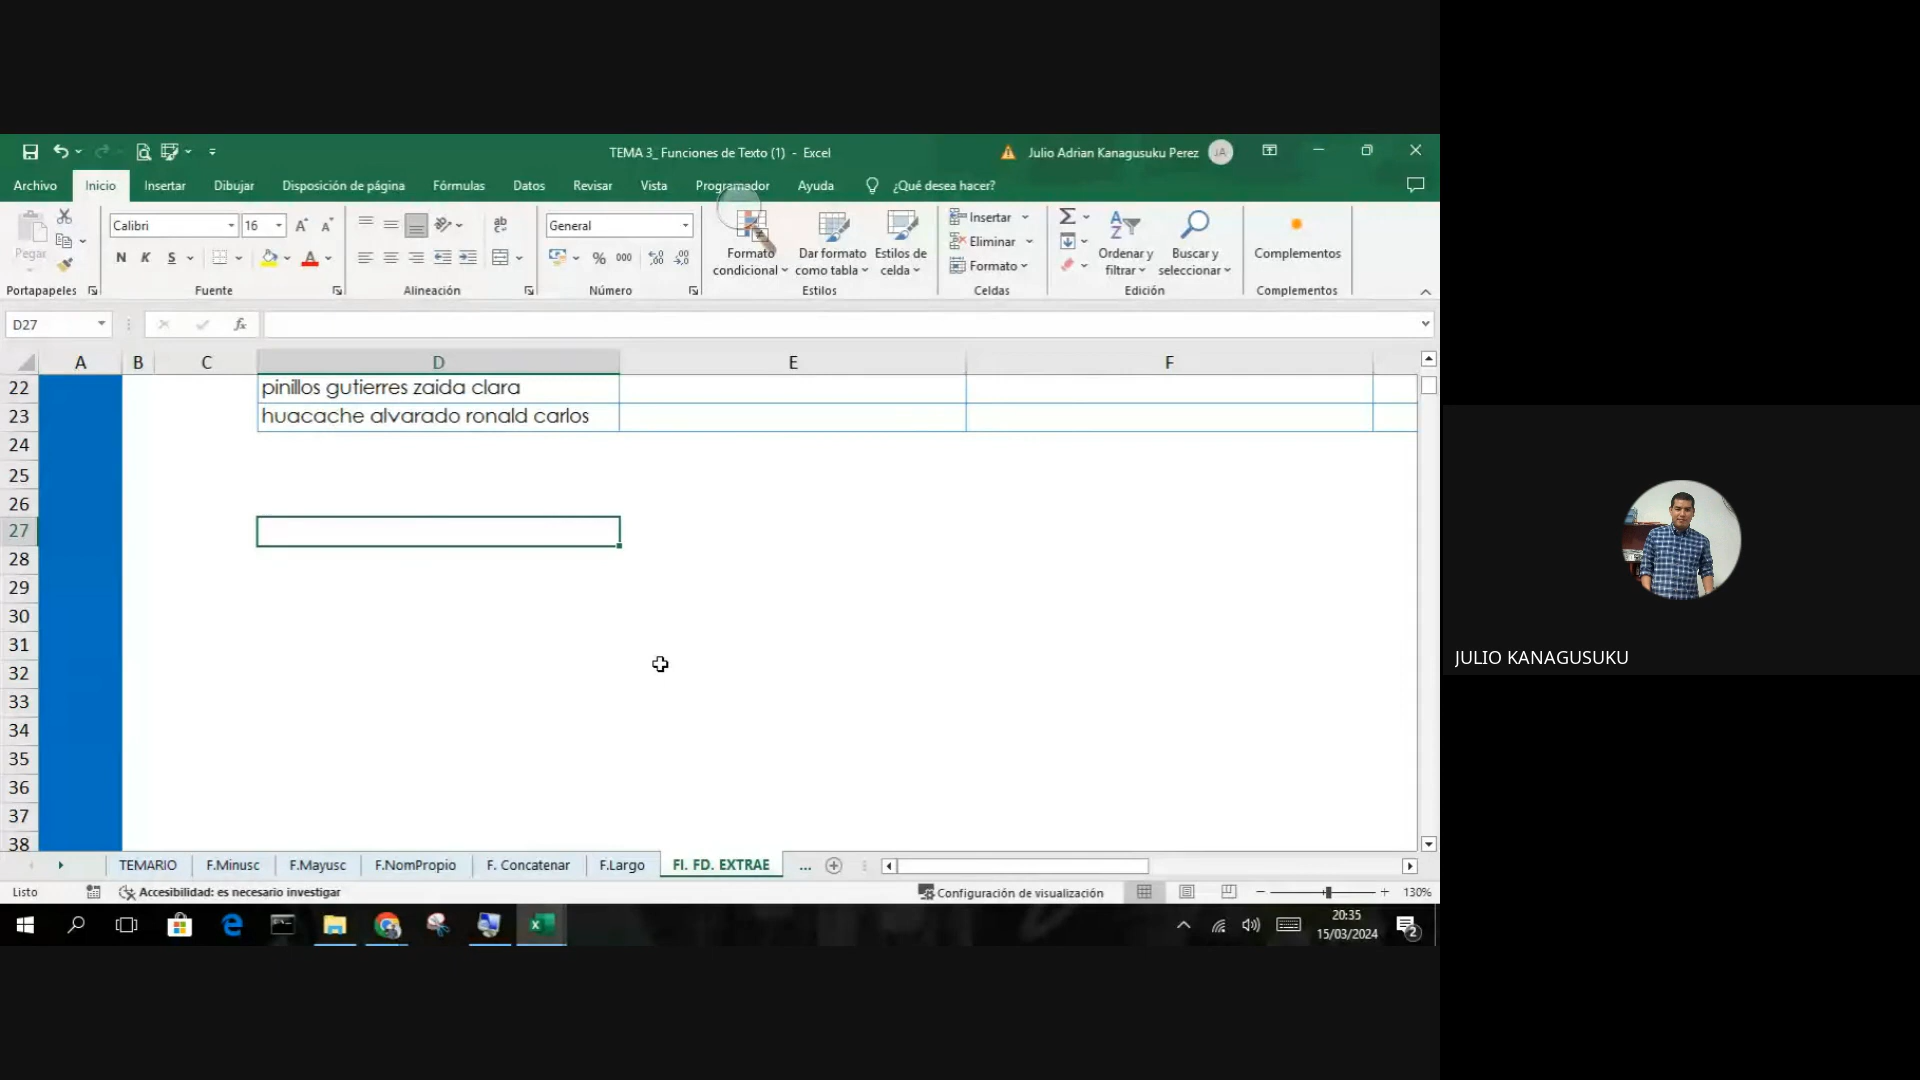 TEMA 3_ Funciones de Texto (1) - Excel
Julio Adrian Kanagusuku Perez JA
Archivo Inicio Insertar Dibujar Disposición de página Fórmulas Datos Revisar Vista Programador Ayuda ¿Qué desea hacer?
Pegar
Portapapeles
Calibri 16
N K S
Fuente
ab
Alineación
General
% 000
Número
Formato condicional
Dar formato como tabla
Estilos de celda
Estilos
Insertar
Eliminar
Formato
Celdas
Ordenar y filtrar
Buscar y seleccionar
Edición
Complementos
Complementos
D27 fx
A B C D E F
22 pinillos gutierres zaida clara
23 huacache alvarado ronald carlos
24
25
26
27
28
29
30
31
32
33
34
35
36
37
38
TEMARIO F.Minusc F.Mayusc F.NomPropio F. Concatenar F.Largo FI. FD. EXTRAE ...
Listo Accesibilidad: es necesario investigar Configuración de visualización 130%
20:35
15/03/2024
2
JULIO KANAGUSUKU